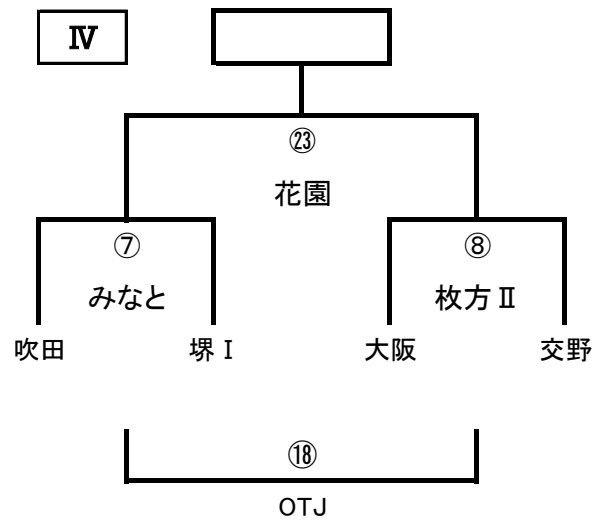 Ⅳ
㉓
花園
⑦ ⑧
みなと 枚方Ⅱ
吹田 堺Ⅰ 大阪 交野
⑱
OTJ